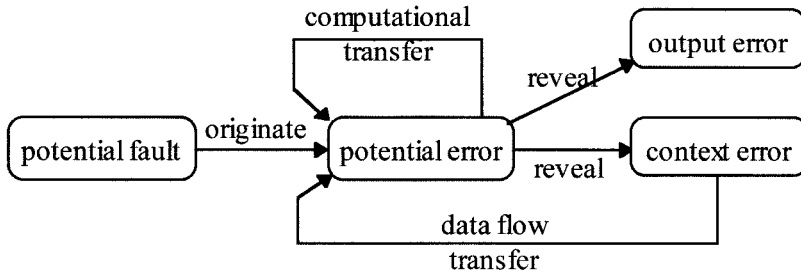 computational
transfer
output error
reveal
potential fault
originate
potential error
reveal
context error
data flow
transfer